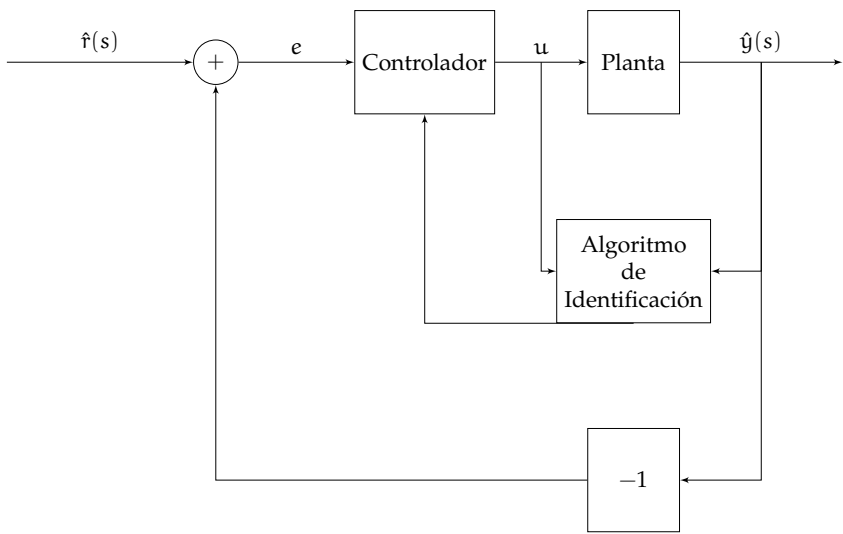 r̂(s)
+
e
Controlador
u
Planta
ŷ(s)
Algoritmo
de
Identificación
−1